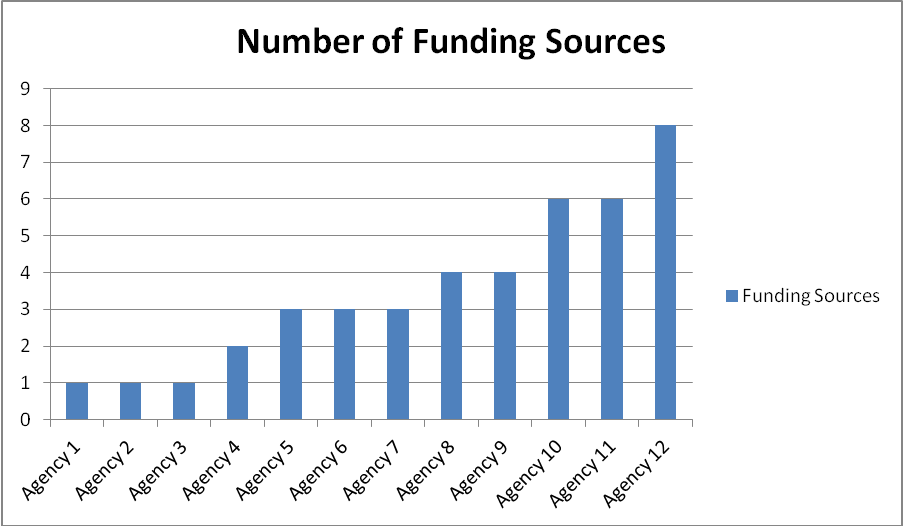 Number of Funding Sources
9
8
7
6
5
4
3
2
1
0
Agency 1
Agency 2
Agency 3
Agency 4
Agency 5
Agency 6
Agency 7
Agency 8
Agency 9
Agency 10
Agency 11
Agency 12
Funding Sources